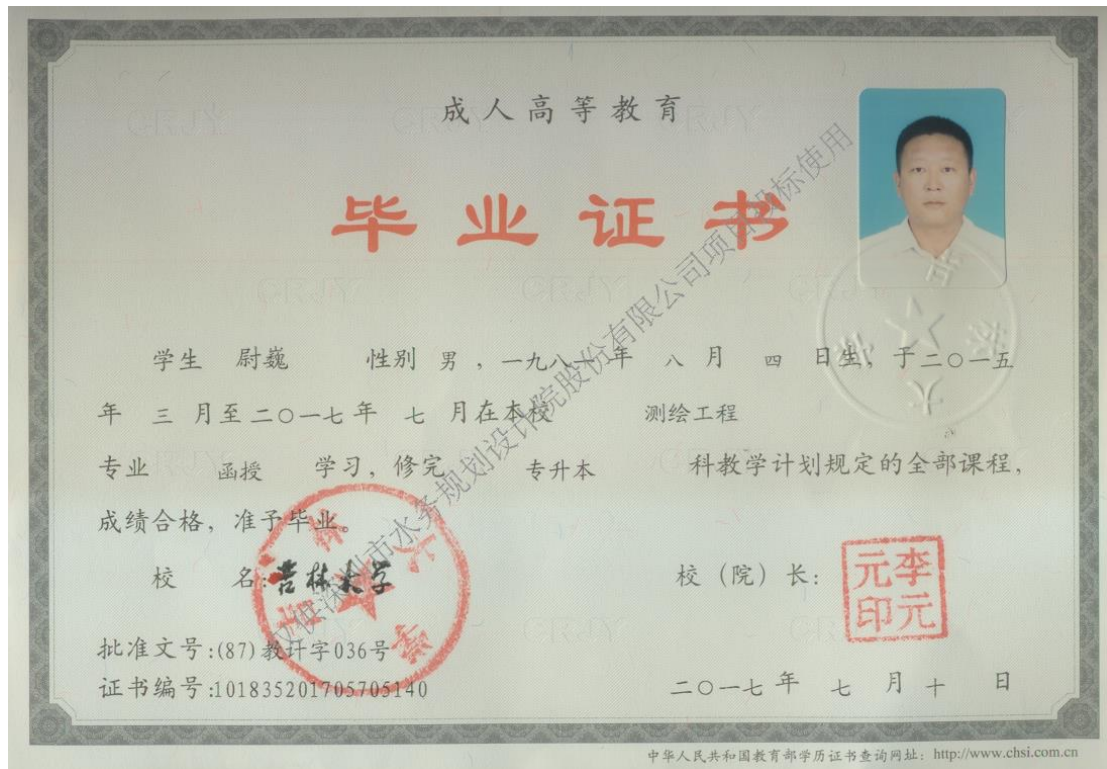 成人高等教育
毕业证书
学生 尉巍 性别 男 , 一九八一年 八 月 四 日生, 于二〇一五
年 三 月至二〇一七年 七 月在本校 测绘工程
专业 函授 学习, 修完 专升本 科教学计划规定的全部课程,
成绩合格, 准予毕业。
校 名: 吉林大学
校 (院) 长:
元李
印元
批准文号:(87)教计字036号
证书编号:101835201705705140
二〇一七年 七 月 十 日
中华人民共和国教育部学历证书查询网址: http://www.chsi.com.cn
仅供深圳市水务规划设计院股份有限公司项目投标使用